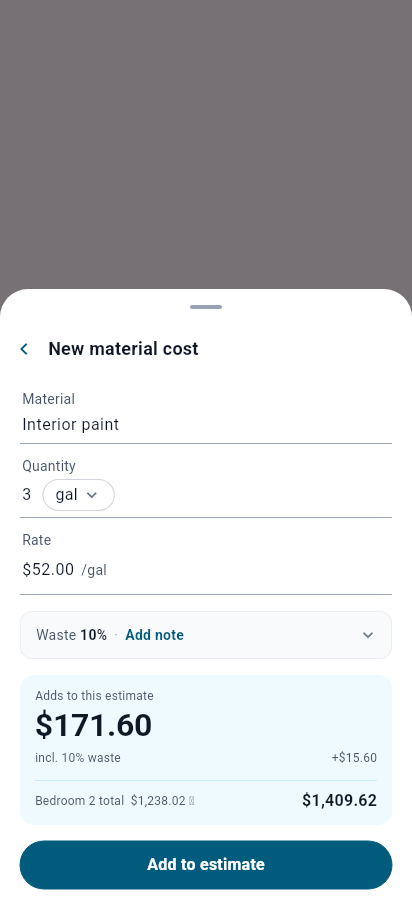 New material cost
Material
Interior paint
Quantity
3 gal
Rate
$52.00 /gal
Waste 10% · Add note
Adds to this estimate
$171.60
incl. 10% waste +$15.60
Bedroom 2 total $1,238.02 $1,409.62
Add to estimate